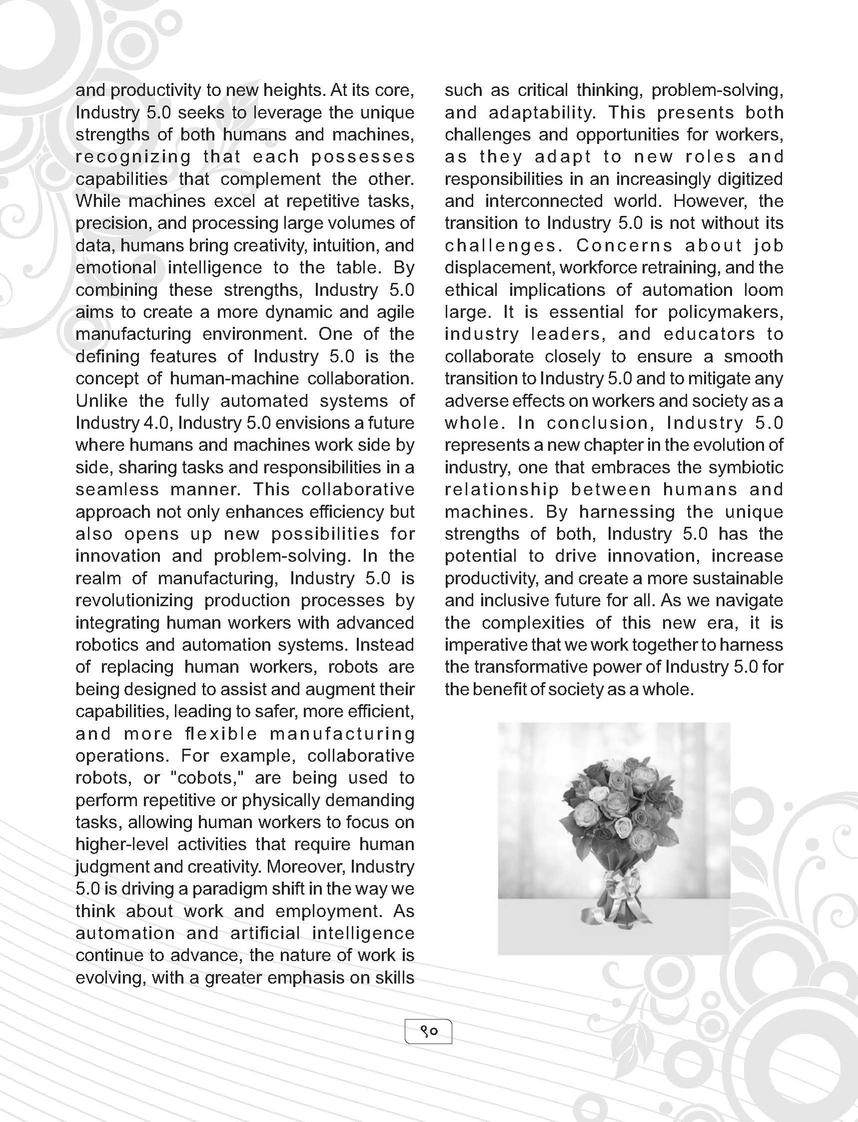 and productivity to new heights. At its core,
Industry 5.0 seeks to leverage the unique
strengths of both humans and machines,
recognizing that each possesses
capabilities that complement the other.
While machines excel at repetitive tasks,
precision, and processing large volumes of
data, humans bring creativity, intuition, and
emotional intelligence to the table. By
combining these strengths, Industry 5.0
aims to create a more dynamic and agile
manufacturing environment. One of the
defining features of Industry 5.0 is the
concept of human-machine collaboration.
Unlike the fully automated systems of
Industry 4.0, Industry 5.0 envisions a future
where humans and machines work side by
side, sharing tasks and responsibilities in a
seamless manner. This collaborative
approach not only enhances efficiency but
also opens up new possibilities for
innovation and problem-solving. In the
realm of manufacturing, Industry 5.0 is
revolutionizing production processes by
integrating human workers with advanced
robotics and automation systems. Instead
of replacing human workers, robots are
being designed to assist and augment their
capabilities, leading to safer, more efficient,
and more flexible manufacturing
operations. For example, collaborative
robots, or "cobots," are being used to
perform repetitive or physically demanding
tasks, allowing human workers to focus on
higher-level activities that require human
judgment and creativity. Moreover, Industry
5.0 is driving a paradigm shift in the way we
think about work and employment. As
automation and artificial intelligence
continue to advance, the nature of work is
evolving, with a greater emphasis on skills
such as critical thinking, problem-solving,
and adaptability. This presents both
challenges and opportunities for workers,
as they adapt to new roles and
responsibilities in an increasingly digitized
and interconnected world. However, the
transition to Industry 5.0 is not without its
challenges. Concerns about job
displacement, workforce retraining, and the
ethical implications of automation loom
large. It is essential for policymakers,
industry leaders, and educators to
collaborate closely to ensure a smooth
transition to Industry 5.0 and to mitigate any
adverse effects on workers and society as a
whole. In conclusion, Industry 5.0
represents a new chapter in the evolution of
industry, one that embraces the symbiotic
relationship between humans and
machines. By harnessing the unique
strengths of both, Industry 5.0 has the
potential to drive innovation, increase
productivity, and create a more sustainable
and inclusive future for all. As we navigate
the complexities of this new era, it is
imperative that we work together to harness
the transformative power of Industry 5.0 for
the benefit of society as a whole.
९०